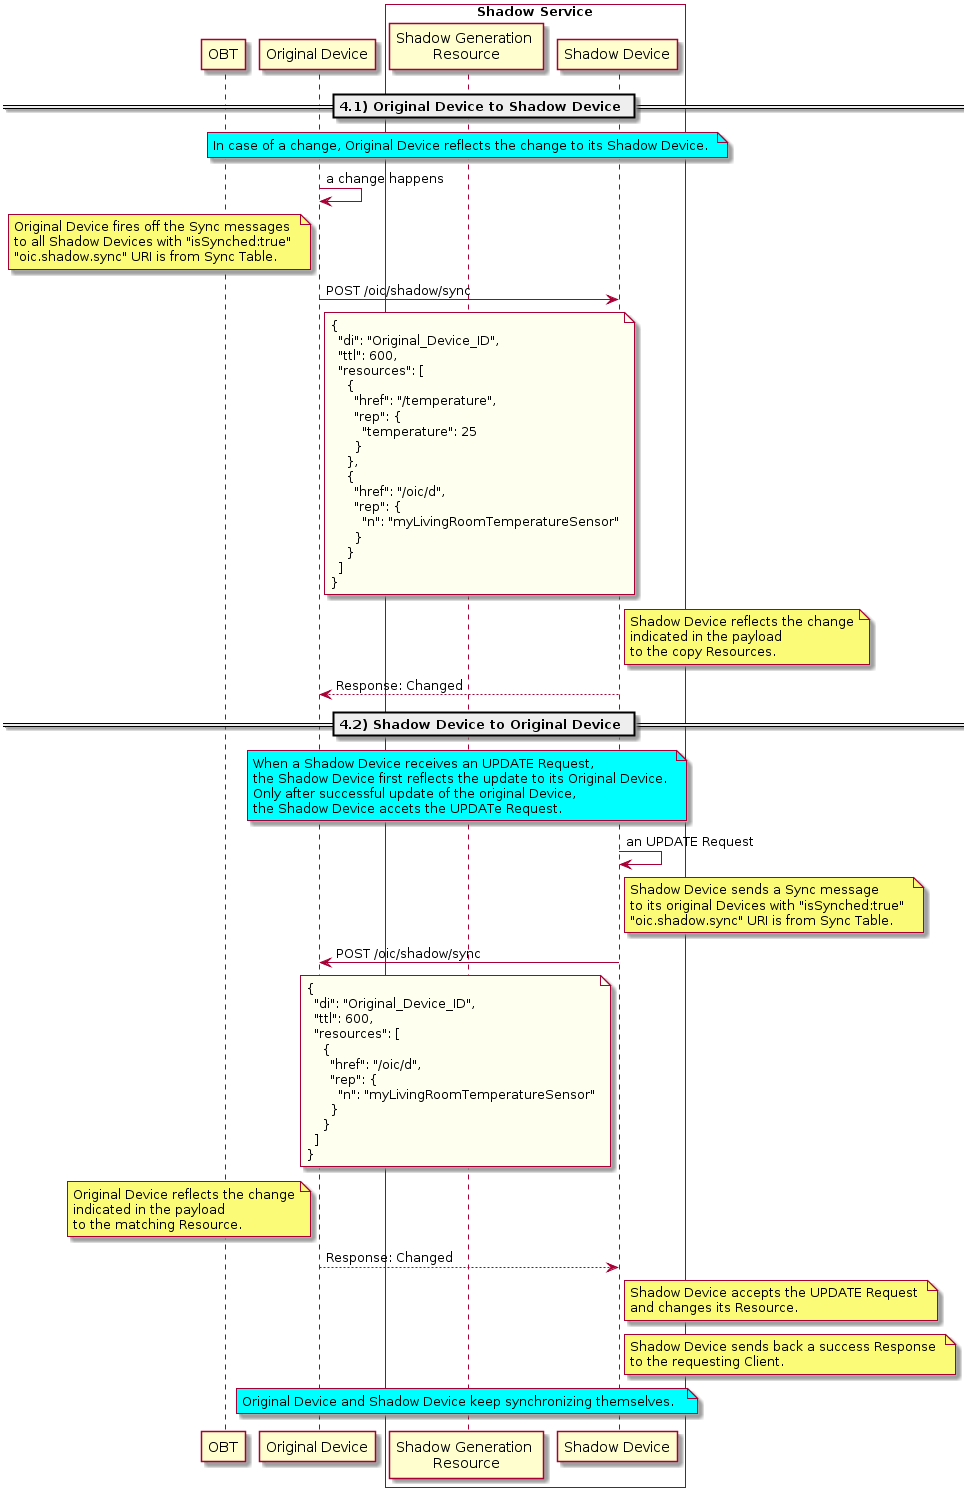 Shadow Service
OBT
Original Device
Shadow Generation
Resource
Shadow Device
4.1) Original Device to Shadow Device
In case of a change, Original Device reflects the change to its Shadow Device.
a change happens
Original Device fires off the Sync messages
to all Shadow Devices with "isSynched:true"
"oic.shadow.sync" URI is from Sync Table.
POST /oic/shadow/sync
{
"di": "Original_Device_ID",
"ttl": 600,
"resources": [
{
"href": "/temperature",
"rep": {
"temperature": 25
}
},
{
"href": "/oic/d",
"rep": {
"n": "myLivingRoomTemperatureSensor"
}
}
]
}
Shadow Device reflects the change
indicated in the payload
to the copy Resources.
Response: Changed
4.2) Shadow Device to Original Device
When a Shadow Device receives an UPDATE Request,
the Shadow Device first reflects the update to its Original Device.
Only after successful update of the original Device,
the Shadow Device accets the UPDATe Request.
an UPDATE Request
Shadow Device sends a Sync message
to its original Devices with "isSynched:true"
"oic.shadow.sync" URI is from Sync Table.
POST /oic/shadow/sync
{
"di": "Original_Device_ID",
"ttl": 600,
"resources": [
{
"href": "/oic/d",
"rep": {
"n": "myLivingRoomTemperatureSensor"
}
}
]
}
Original Device reflects the change
indicated in the payload
to the matching Resource.
Response: Changed
Shadow Device accepts the UPDATE Request
and changes its Resource.
Shadow Device sends back a success Response
to the requesting Client.
Original Device and Shadow Device keep synchronizing themselves.
OBT
Original Device
Shadow Generation
Resource
Shadow Device